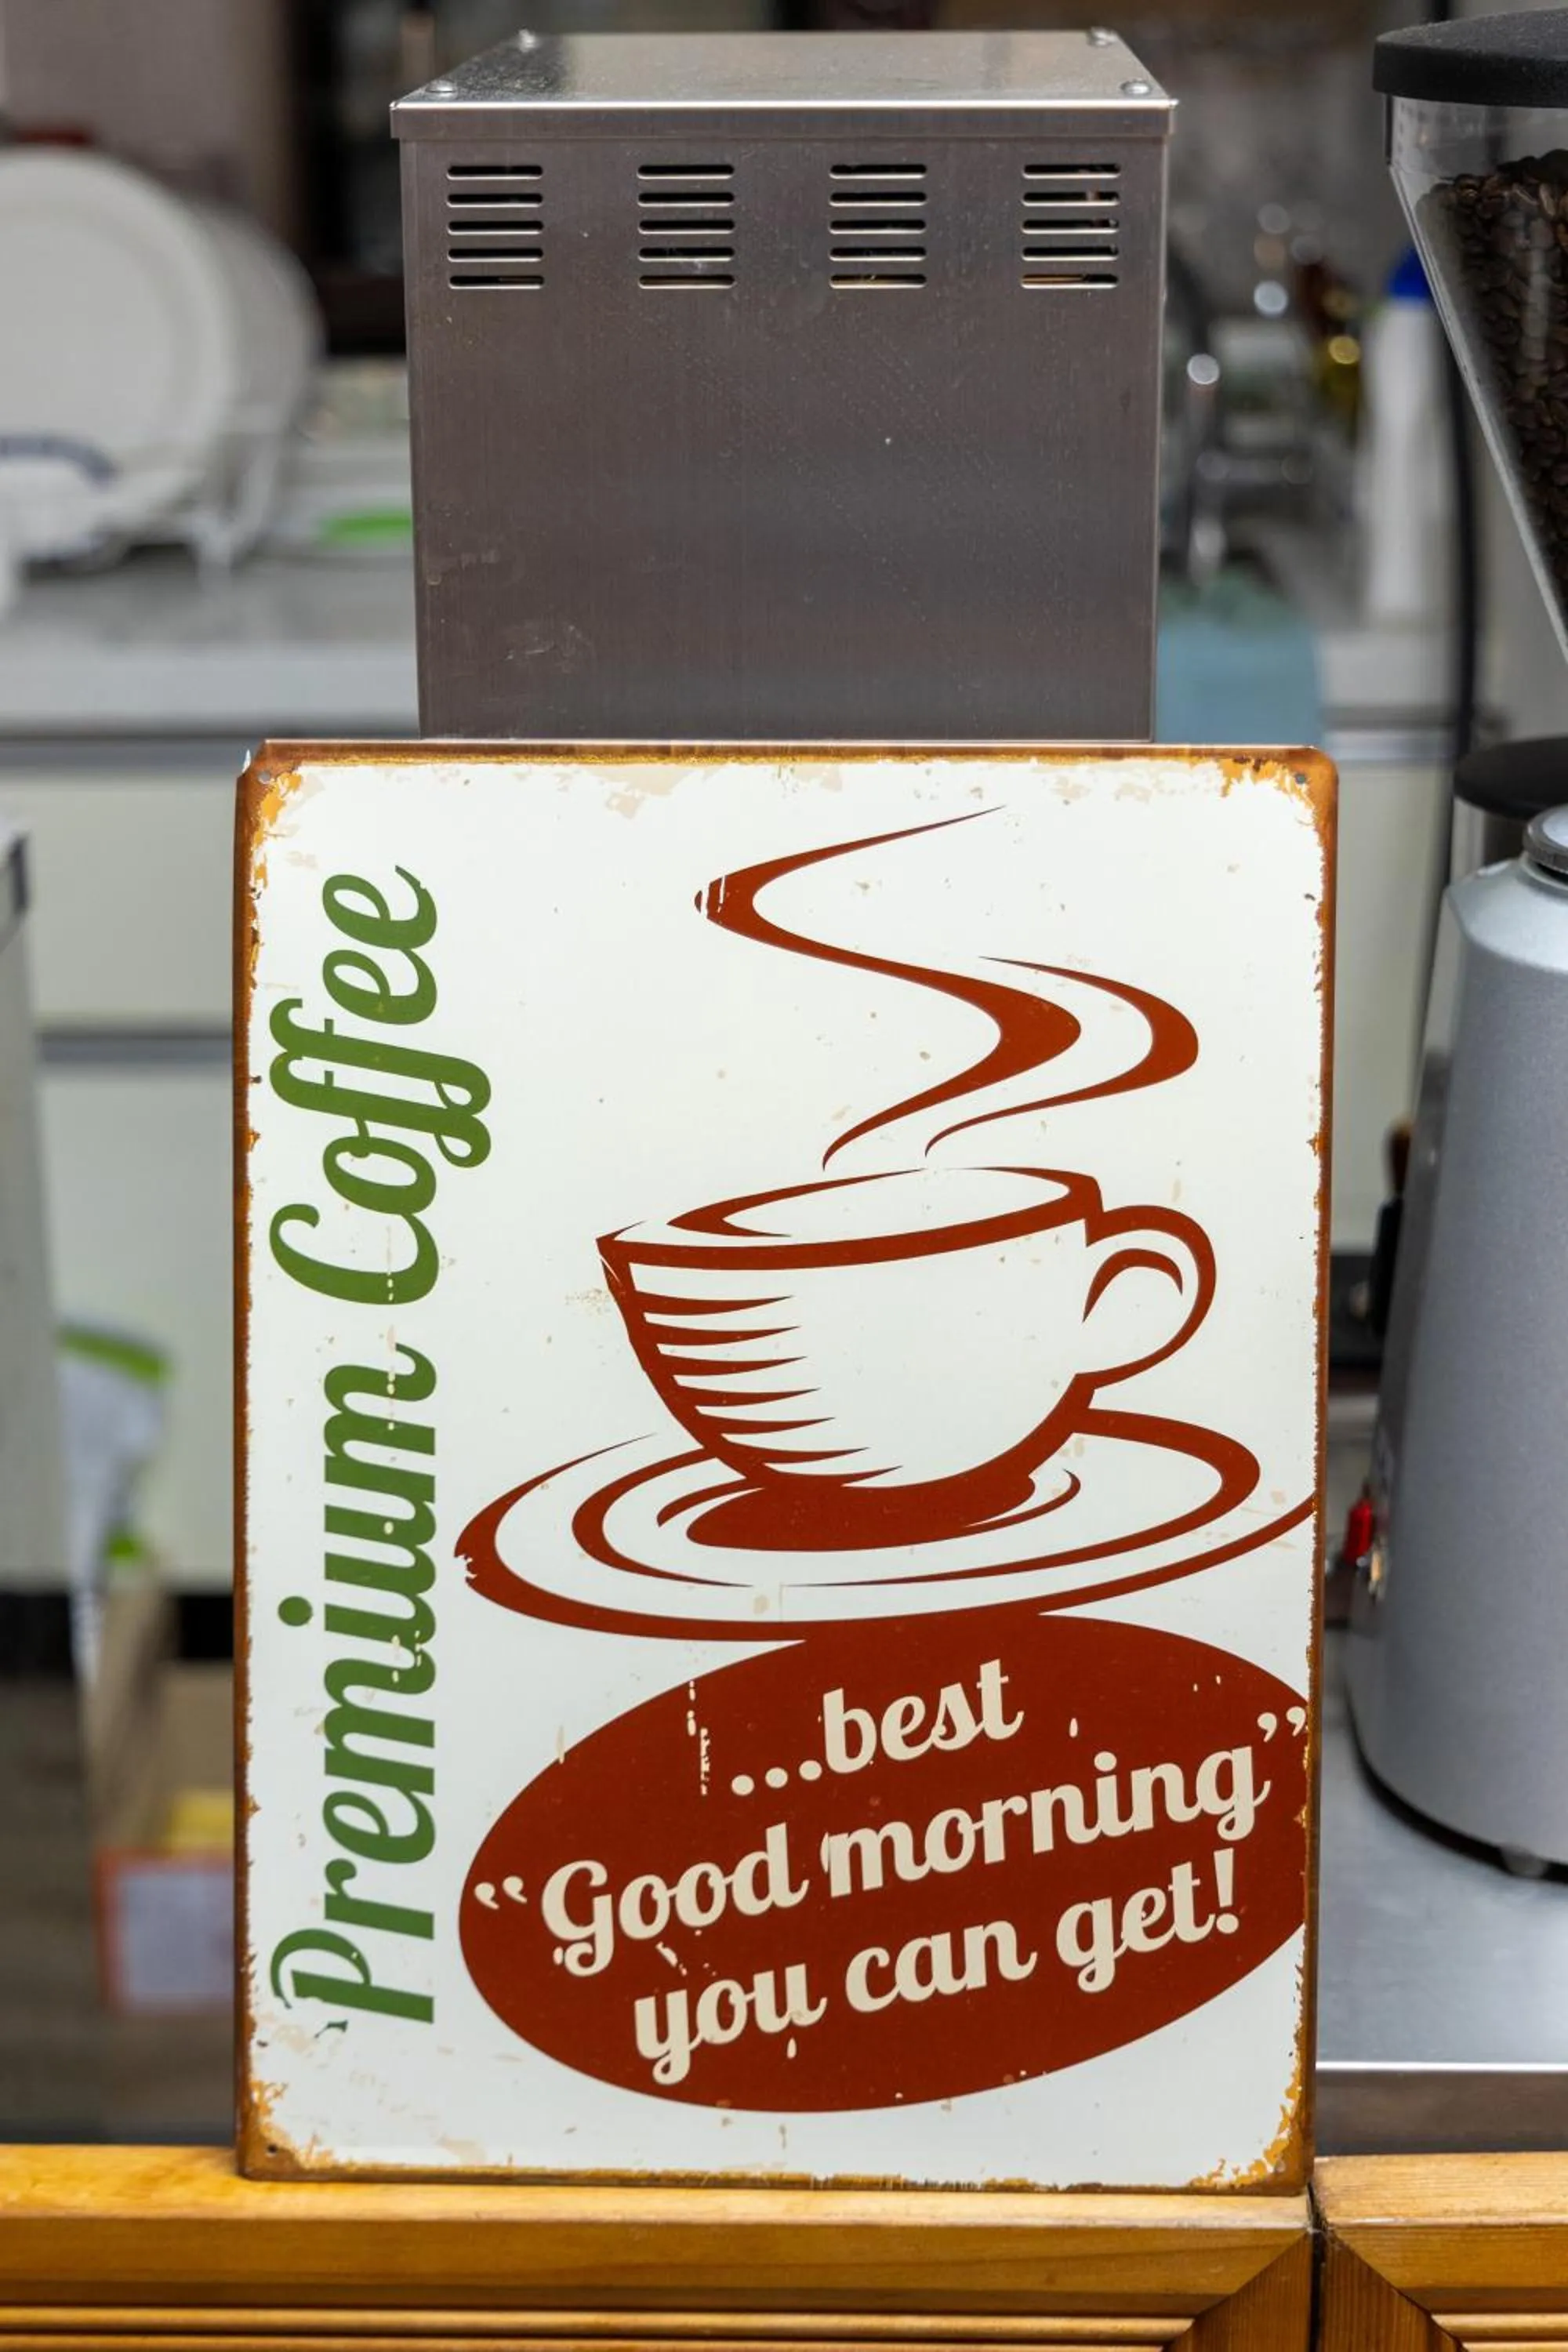 Premium Coffee
...best
“Good morning”
you can get!